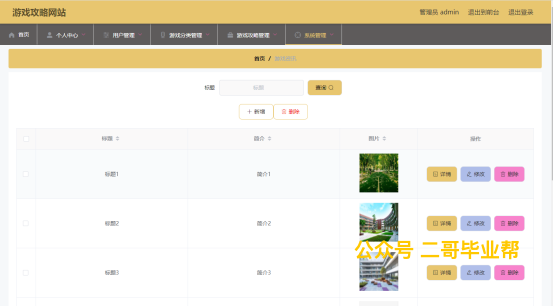 游戏攻略网站
管理员 admin 退出到前台 退出登录
首页 个人中心 用户管理 游戏分类管理 游戏攻略管理 系统管理
首页 / 游戏资讯
标题 标题 查询
+ 新增 删除
标题 简介 图片 操作
标题1 简介1 详情 修改 删除
标题2 简介2 详情 修改 删除
公众号 二哥毕业帮
标题3 简介3 详情 修改 删除